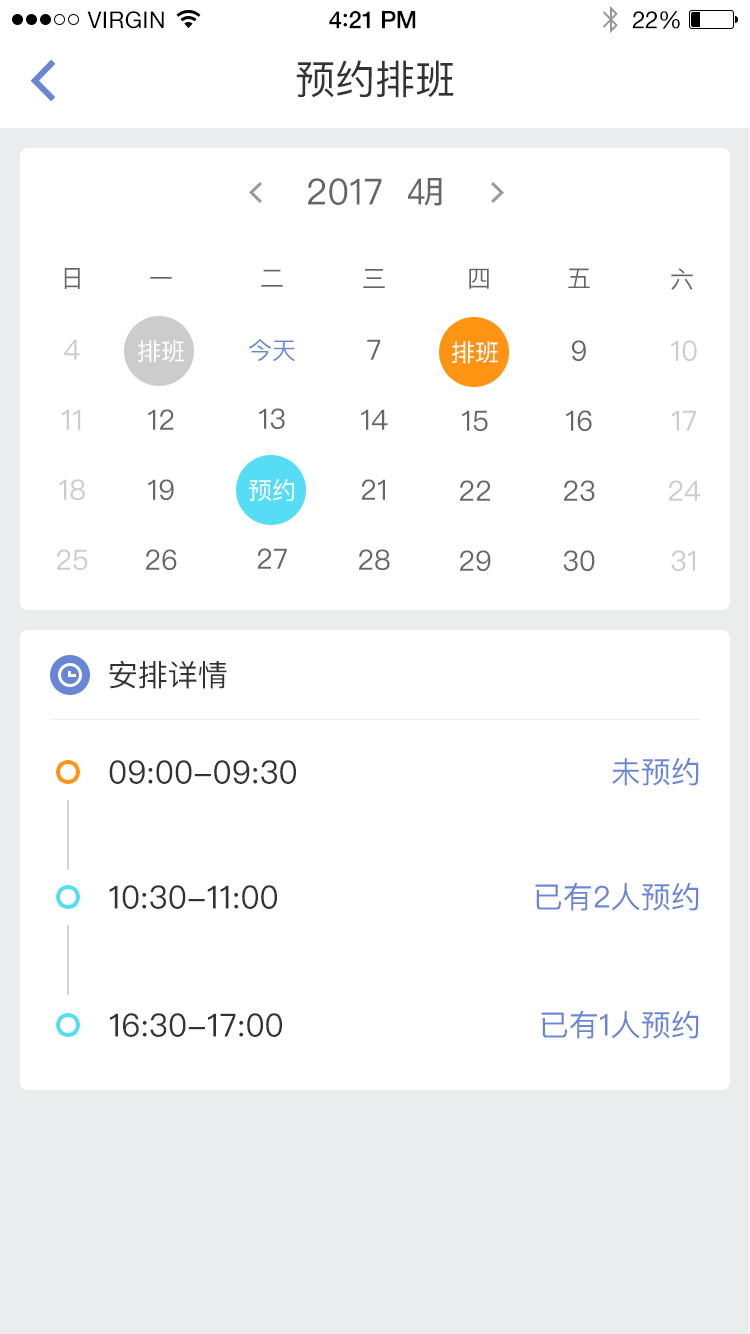 VIRGIN 4:21 PM 22%
预约排班
2017 4月
日 一 二 三 四 五 六
4 排班 今天 7 排班 9 10
11 12 13 14 15 16 17
18 19 预约 21 22 23 24
25 26 27 28 29 30 31
安排详情
09:00–09:30 未预约
10:30–11:00 已有2人预约
16:30–17:00 已有1人预约